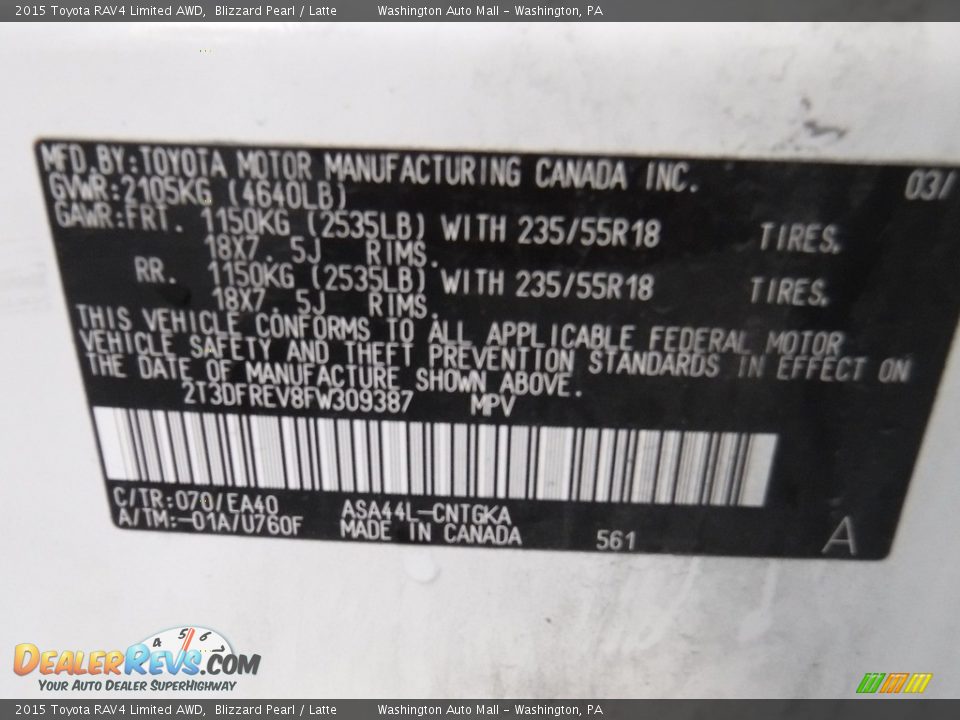 2015 Toyota RAV4 Limited AWD, Blizzard Pearl / Latte Washington Auto Mall - Washington, PA
MFD.BY:TOYOTA MOTOR MANUFACTURING CANADA INC. 03/
GVWR:2105KG (4640LB)
GAWR:FRT. 1150KG (2535LB) WITH 235/55R18 TIRES.
18X7.5J RIMS.
RR. 1150KG (2535LB) WITH 235/55R18 TIRES.
18X7.5J RIMS.
THIS VEHICLE CONFORMS TO ALL APPLICABLE FEDERAL MOTOR
VEHICLE SAFETY AND THEFT PREVENTION STANDARDS IN EFFECT ON
THE DATE OF MANUFACTURE SHOWN ABOVE.
2T3DFREV8FW309387 MPV
C/TR:070/EA40 ASA44L-CNTGKA
A/TM:-01A/U760F MADE IN CANADA 561 A
4 5 6
DealerRevs.com
Your Auto Dealer SuperHighway
2015 Toyota RAV4 Limited AWD, Blizzard Pearl / Latte Washington Auto Mall - Washington, PA